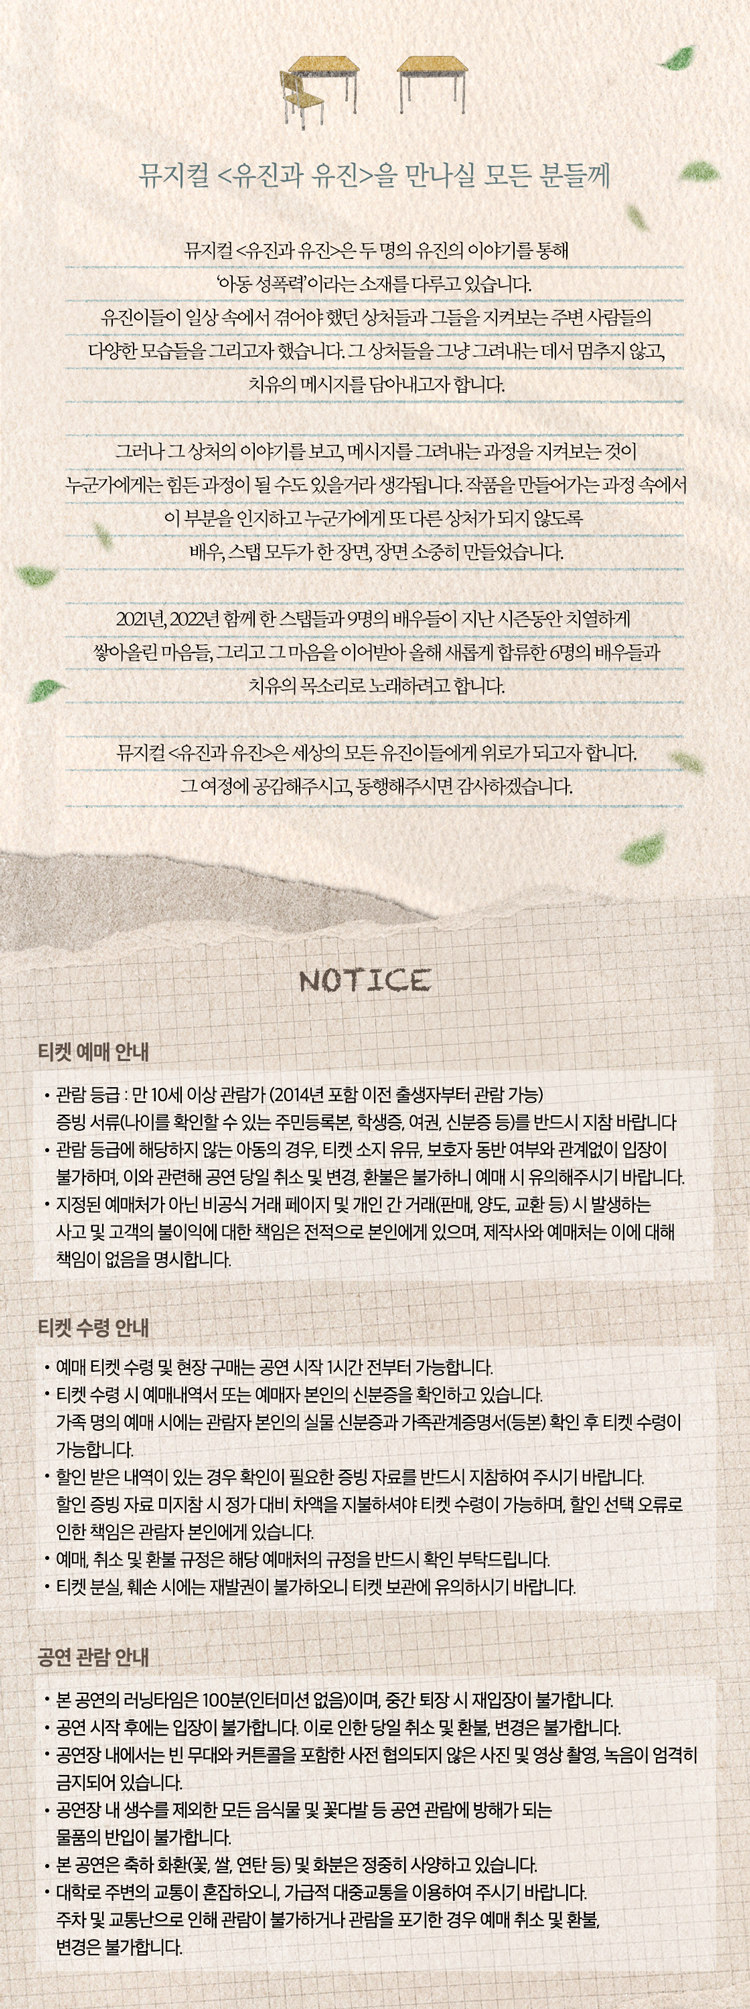 뮤지컬 <유진과 유진>을 만나실 모든 분들께
뮤지컬 <유진과 유진>은 두 명의 유진의 이야기를 통해
‘아동 성폭력’이라는 소재를 다루고 있습니다.
유진이들이 일상 속에서 겪어야 했던 상처들과 그들을 지켜보는 주변 사람들의
다양한 모습들을 그리고자 했습니다. 그 상처들을 그냥 그려내는 데서 멈추지 않고,
치유의 메시지를 담아내고자 합니다.
그러나 그 상처의 이야기를 보고, 메시지를 그려내는 과정을 지켜보는 것이
누군가에게는 힘든 과정이 될 수도 있을거라 생각됩니다. 작품을 만들어가는 과정 속에서
이 부분을 인지하고 누군가에게 또 다른 상처가 되지 않도록
배우, 스탭 모두가 한 장면, 장면 소중히 만들었습니다.
2021년, 2022년 함께 한 스탭들과 9명의 배우들이 지난 시즌동안 치열하게
쌓아올린 마음들, 그리고 그 마음을 이어받아 올해 새롭게 합류한 6명의 배우들과
치유의 목소리로 노래하려고 합니다.
뮤지컬 <유진과 유진>은 세상의 모든 유진이들에게 위로가 되고자 합니다.
그 여정에 공감해주시고, 동행해주시면 감사하겠습니다.
NOTICE
티켓 예매 안내
• 관람 등급 : 만 10세 이상 관람가 (2014년 포함 이전 출생자부터 관람 가능)
증빙 서류(나이를 확인할 수 있는 주민등록본, 학생증, 여권, 신분증 등)를 반드시 지참 바랍니다
• 관람 등급에 해당하지 않는 아동의 경우, 티켓 소지 유뮤, 보호자 동반 여부와 관계없이 입장이
불가하며, 이와 관련해 공연 당일 취소 및 변경, 환불은 불가하니 예매 시 유의해주시기 바랍니다.
• 지정된 예매처가 아닌 비공식 거래 페이지 및 개인 간 거래(판매, 양도, 교환 등) 시 발생하는
사고 및 고객의 불이익에 대한 책임은 전적으로 본인에게 있으며, 제작사와 예매처는 이에 대해
책임이 없음을 명시합니다.
티켓 수령 안내
• 예매 티켓 수령 및 현장 구매는 공연 시작 1시간 전부터 가능합니다.
• 티켓 수령 시 예매내역서 또는 예매자 본인의 신분증을 확인하고 있습니다.
가족 명의 예매 시에는 관람자 본인의 실물 신분증과 가족관계증명서(등본) 확인 후 티켓 수령이
가능합니다.
• 할인 받은 내역이 있는 경우 확인이 필요한 증빙 자료를 반드시 지참하여 주시기 바랍니다.
할인 증빙 자료 미지참 시 정가 대비 차액을 지불하셔야 티켓 수령이 가능하며, 할인 선택 오류로
인한 책임은 관람자 본인에게 있습니다.
• 예매, 취소 및 환불 규정은 해당 예매처의 규정을 반드시 확인 부탁드립니다.
• 티켓 분실, 훼손 시에는 재발권이 불가하오니 티켓 보관에 유의하시기 바랍니다.
공연 관람 안내
• 본 공연의 러닝타임은 100분(인터미션 없음)이며, 중간 퇴장 시 재입장이 불가합니다.
• 공연 시작 후에는 입장이 불가합니다. 이로 인한 당일 취소 및 환불, 변경은 불가합니다.
• 공연장 내에서는 빈 무대와 커튼콜을 포함한 사전 협의되지 않은 사진 및 영상 촬영, 녹음이 엄격히
금지되어 있습니다.
• 공연장 내 생수를 제외한 모든 음식물 및 꽃다발 등 공연 관람에 방해가 되는
물품의 반입이 불가합니다.
• 본 공연은 축하 화환(꽃, 쌀, 연탄 등) 및 화분은 정중히 사양하고 있습니다.
• 대학로 주변의 교통이 혼잡하오니, 가급적 대중교통을 이용하여 주시기 바랍니다.
주차 및 교통난으로 인해 관람이 불가하거나 관람을 포기한 경우 예매 취소 및 환불,
변경은 불가합니다.